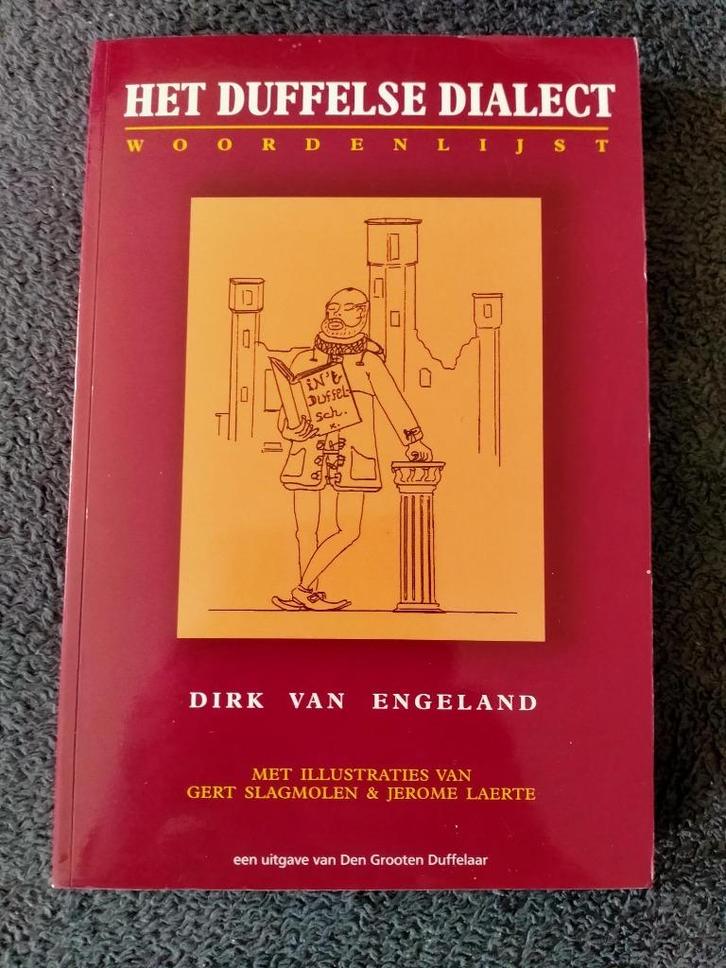 HET DUFFELSE DIALECT
WOORDENLIJST
iN't
DUFFEL-
sch.
DIRK VAN ENGELAND
MET ILLUSTRATIES VAN
GERT SLAGMOLEN & JEROME LAERTE
een uitgave van Den Grooten Duffelaar